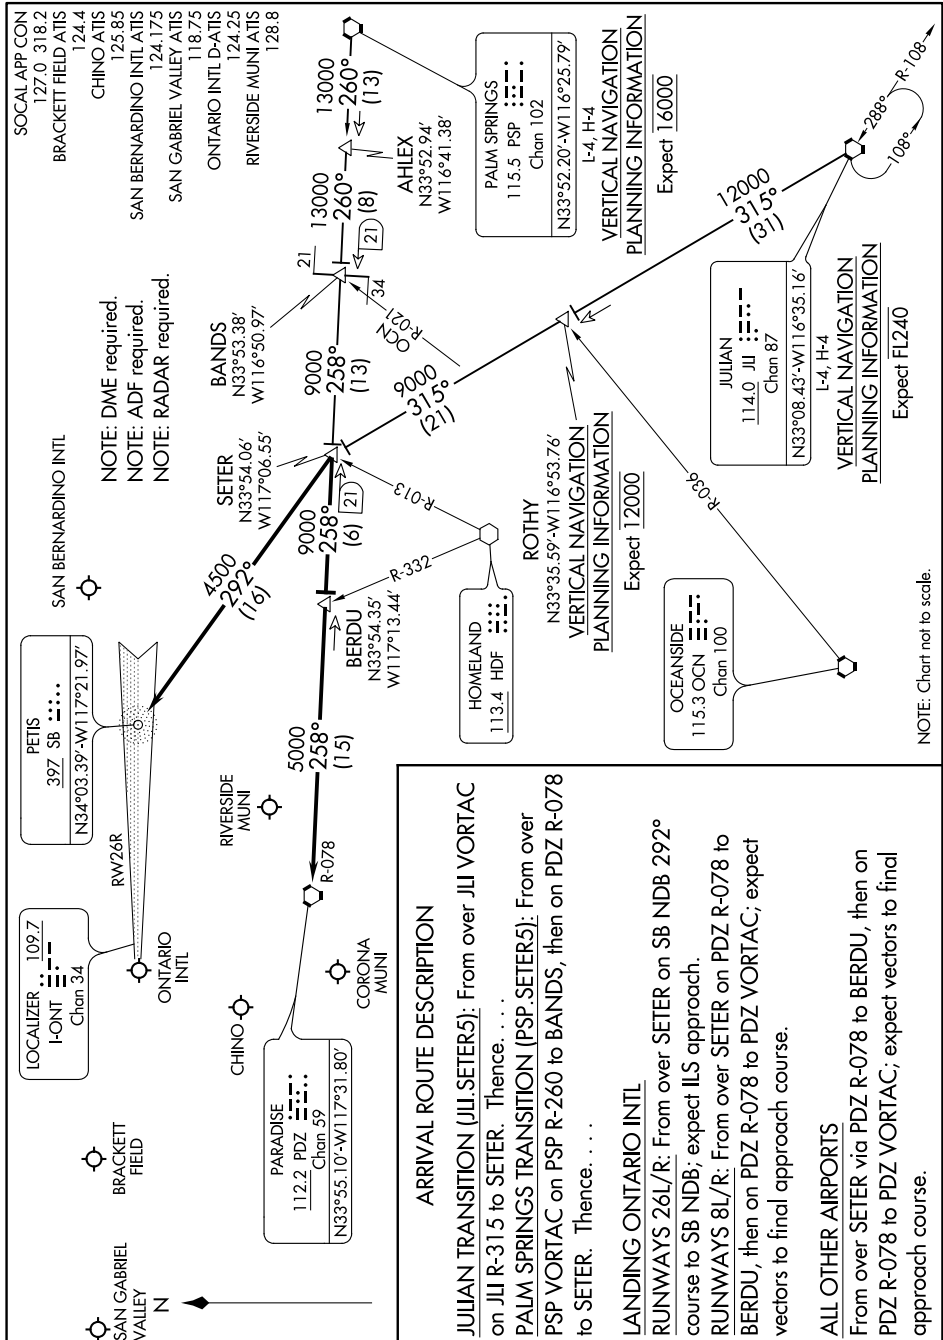 SOCAL APP CON
127.0 318.2
BRACKETT FIELD ATIS
124.4
CHINO ATIS
125.85
SAN BERNARDINO INTL ATIS
124.175
SAN GABRIEL VALLEY ATIS
118.75
ONTARIO INTL D-ATIS
124.25
RIVERSIDE MUNI ATIS
128.8
NOTE: DME required.
NOTE: ADF required.
NOTE: RADAR required.
SAN BERNARDINO INTL
PETIS
397 SB
N34°03.39'-W117°21.97'
LOCALIZER 109.7
I-ONT
Chan 34
RW26R
ONTARIO
INTL
BRACKETT
FIELD
SAN GABRIEL
VALLEY
N
CHINO
RIVERSIDE
MUNI
CORONA
MUNI
PARADISE
112.2 PDZ
Chan 59
N33°55.10'-W117°31.80'
R-078
5000
258°
(15)
BERDU
N33°54.35'
W117°13.44'
4500
292°
(16)
9000
258°
(6)
21
SETER
N33°54.06'
W117°06.55'
9000
258°
(13)
BANDS
N33°53.38'
W116°50.97'
21
34
21
13000
260°
(8)
AHLEX
N33°52.94'
W116°41.38'
13000
260°
(13)
PALM SPRINGS
115.5 PSP
Chan 102
N33°52.20'-W116°25.79'
L-4, H-4
VERTICAL NAVIGATION
PLANNING INFORMATION
Expect 16000
OCN
R-021
9000
315°
(21)
R-013
R-332
HOMELAND
113.4 HDF
ROTHY
N33°35.59'-W116°53.76'
VERTICAL NAVIGATION
PLANNING INFORMATION
Expect 12000
12000
315°
(31)
R-036
OCEANSIDE
115.3 OCN
Chan 100
JULIAN
114.0 JLI
Chan 87
N33°08.43'-W116°35.16'
L-4, H-4
VERTICAL NAVIGATION
PLANNING INFORMATION
Expect FL240
288°
R-108
108°
NOTE: Chart not to scale.
ARRIVAL ROUTE DESCRIPTION
JULIAN TRANSITION (JLI.SETER5): From over JLI VORTAC
on JLI R-315 to SETER. Thence. . . .
PALM SPRINGS TRANSITION (PSP.SETER5): From over
PSP VORTAC on PSP R-260 to BANDS, then on PDZ R-078
to SETER. Thence. . . .
LANDING ONTARIO INTL
RUNWAYS 26L/R: From over SETER on SB NDB 292°
course to SB NDB; expect ILS approach.
RUNWAYS 8L/R: From over SETER on PDZ R-078 to
BERDU, then on PDZ R-078 to PDZ VORTAC; expect
vectors to final approach course.
ALL OTHER AIRPORTS
From over SETER via PDZ R-078 to BERDU, then on
PDZ R-078 to PDZ VORTAC; expect vectors to final
approach course.